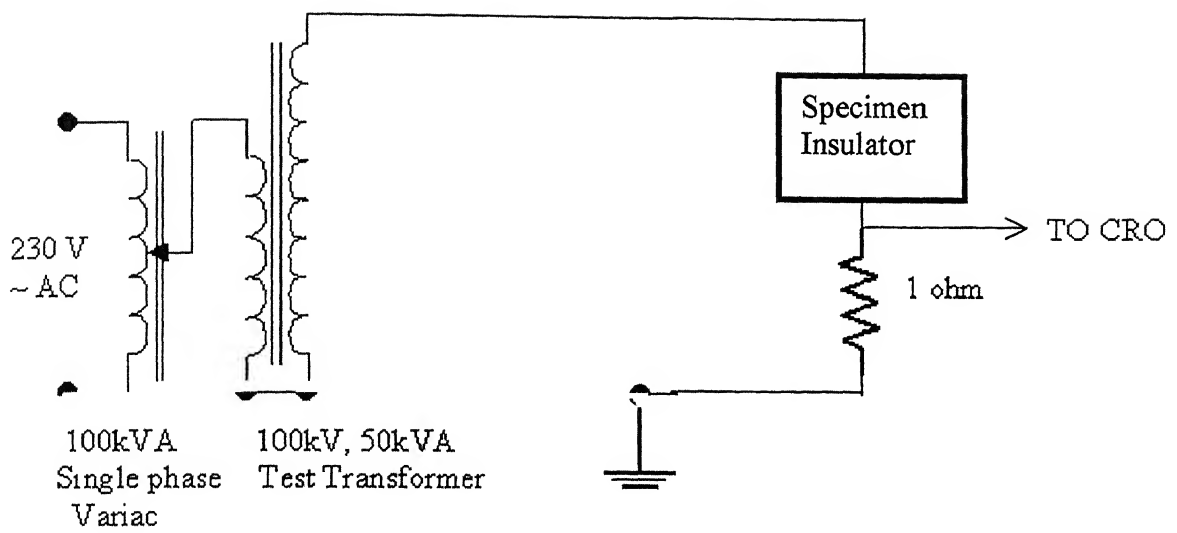 Specimen
Insulator
TO CRO
230 V
~ AC
1 ohm
100kVA
Single phase
Variac
100kV, 50kVA
Test Transformer